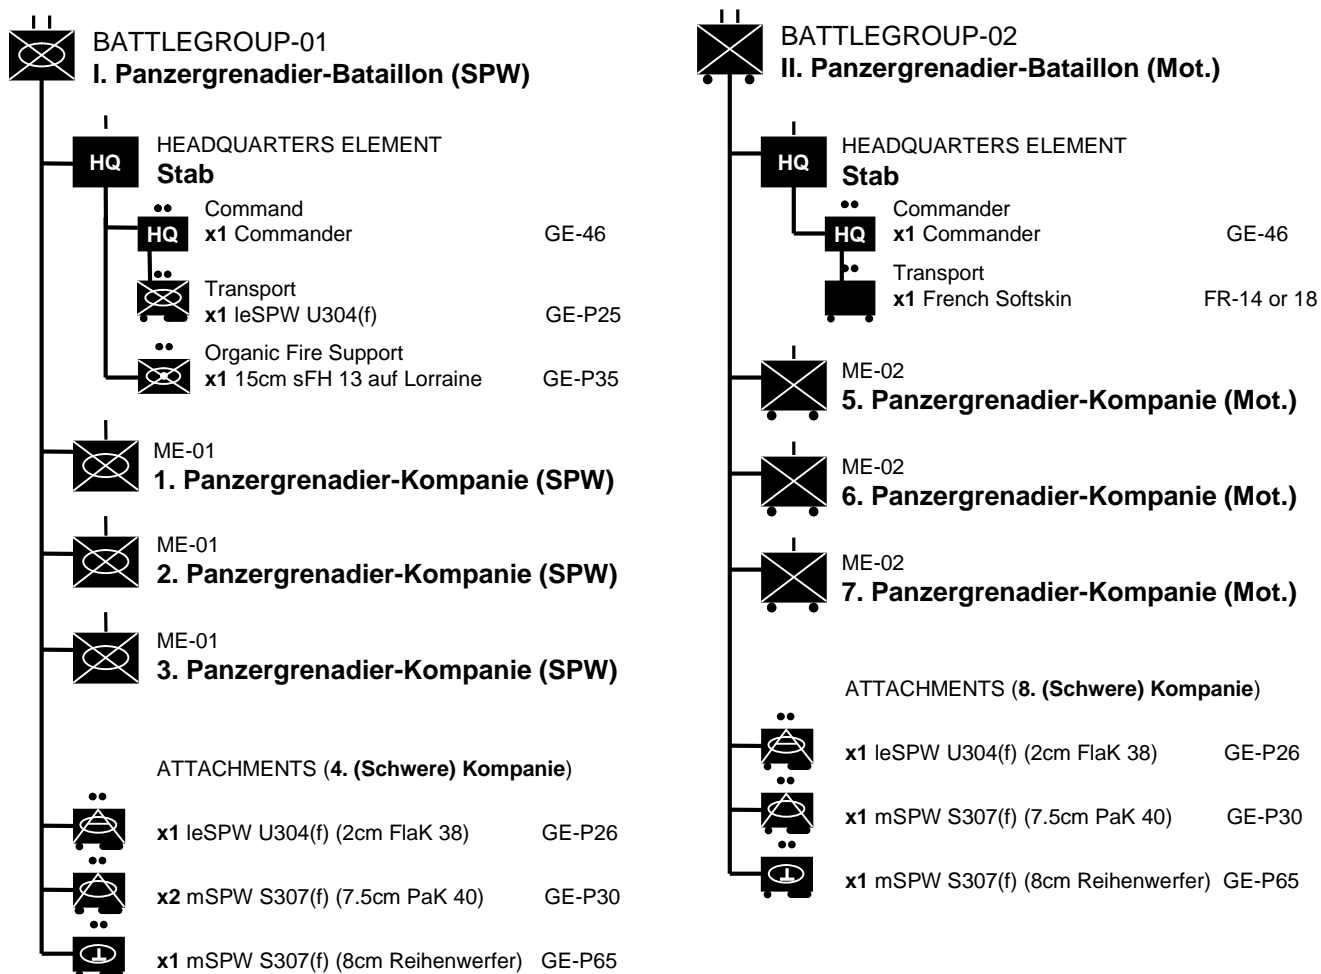 BATTLEGROUP-01
I. Panzergrenadier-Bataillon (SPW)
HQ
HEADQUARTERS ELEMENT
Stab
HQ
Command
x1 Commander GE-46
Transport
x1 leSPW U304(f) GE-P25
Organic Fire Support
x1 15cm sFH 13 auf Lorraine GE-P35
ME-01
1. Panzergrenadier-Kompanie (SPW)
ME-01
2. Panzergrenadier-Kompanie (SPW)
ME-01
3. Panzergrenadier-Kompanie (SPW)
ATTACHMENTS (4. (Schwere) Kompanie)
x1 leSPW U304(f) (2cm FlaK 38) GE-P26
x2 mSPW S307(f) (7.5cm PaK 40) GE-P30
x1 mSPW S307(f) (8cm Reihenwerfer) GE-P65
BATTLEGROUP-02
II. Panzergrenadier-Bataillon (Mot.)
HQ
HEADQUARTERS ELEMENT
Stab
HQ
Commander
x1 Commander GE-46
Transport
x1 French Softskin FR-14 or 18
ME-02
5. Panzergrenadier-Kompanie (Mot.)
ME-02
6. Panzergrenadier-Kompanie (Mot.)
ME-02
7. Panzergrenadier-Kompanie (Mot.)
ATTACHMENTS (8. (Schwere) Kompanie)
x1 leSPW U304(f) (2cm FlaK 38) GE-P26
x1 mSPW S307(f) (7.5cm PaK 40) GE-P30
x1 mSPW S307(f) (8cm Reihenwerfer) GE-P65